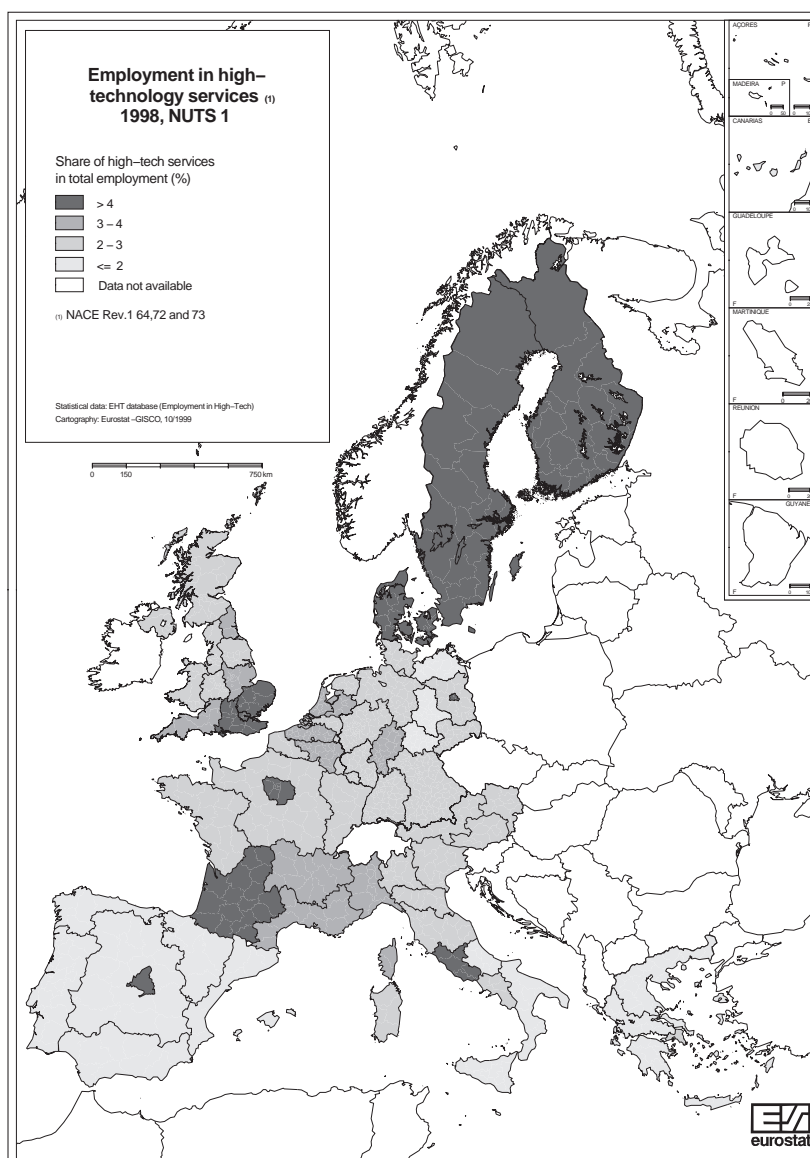 Employment in high–
technology services (1)
1998, NUTS 1
Share of high–tech services
in total employment (%)
> 4
3 – 4
2 – 3
<= 2
Data not available
(1) NACE Rev.1 64,72 and 73
Statistical data: EHT database (Employment in High–Tech)
Cartography: Eurostat –GISCO, 10/1999
0 150 750 km
AÇORES P
MADEIRA P
0 50
CANARIAS E
GUADELOUPE
F
MARTINIQUE
F
REUNION
F
GUYANE
F
eurostat